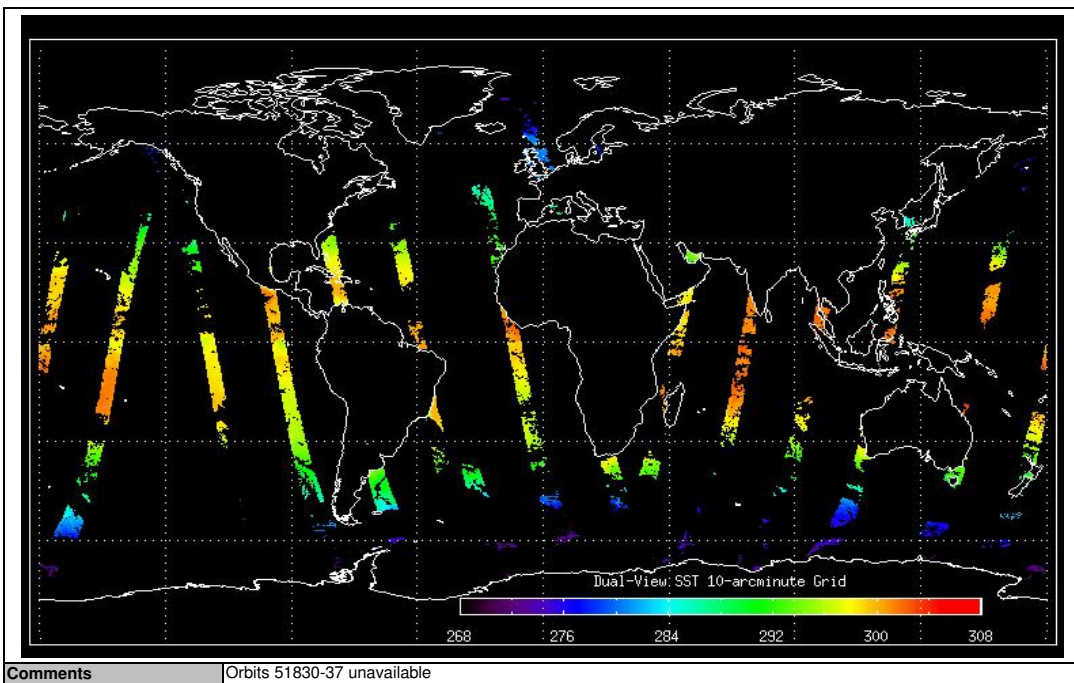 Dual-View:SST 10-arcminute Grid
268 276 284 292 300 308
Comments Orbits 51830-37 unavailable